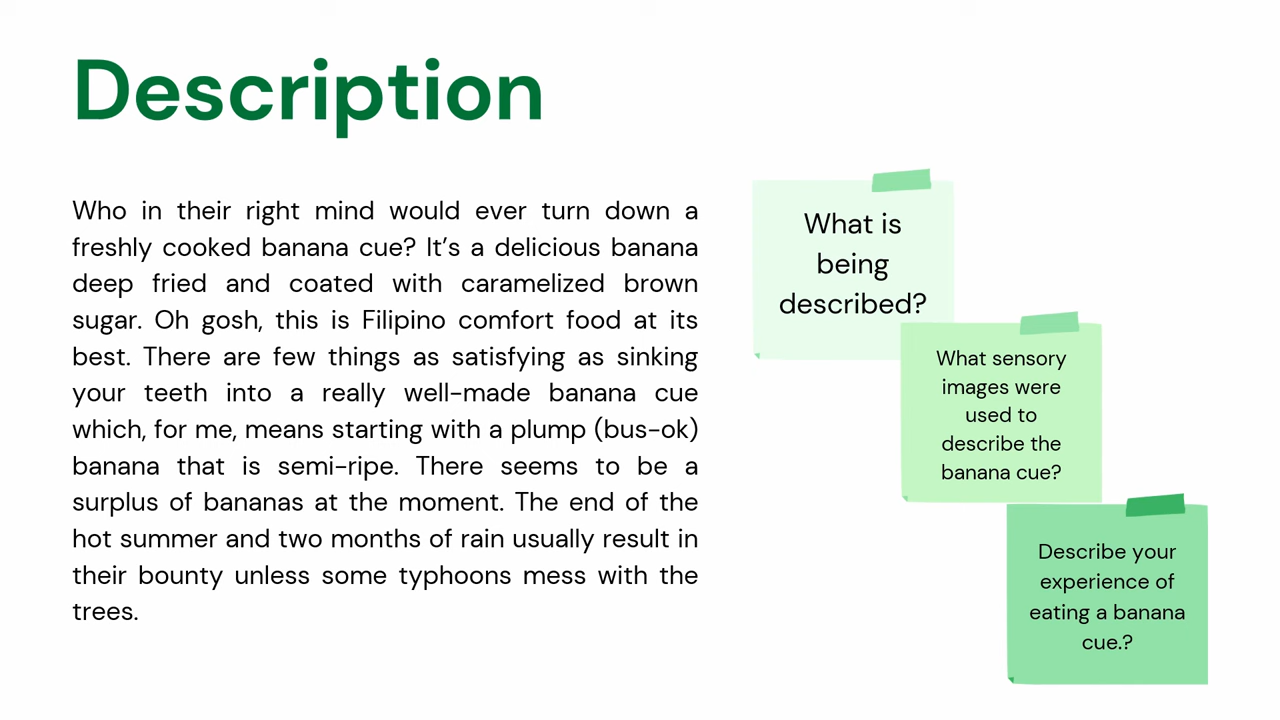 Description
Who in their right mind would ever turn down a
freshly cooked banana cue? It’s a delicious banana
deep fried and coated with caramelized brown
sugar. Oh gosh, this is Filipino comfort food at its
best. There are few things as satisfying as sinking
your teeth into a really well-made banana cue
which, for me, means starting with a plump (bus-ok)
banana that is semi-ripe. There seems to be a
surplus of bananas at the moment. The end of the
hot summer and two months of rain usually result in
their bounty unless some typhoons mess with the
trees.
What is
being
described?
What sensory
images were
used to
describe the
banana cue?
Describe your
experience of
eating a banana
cue.?